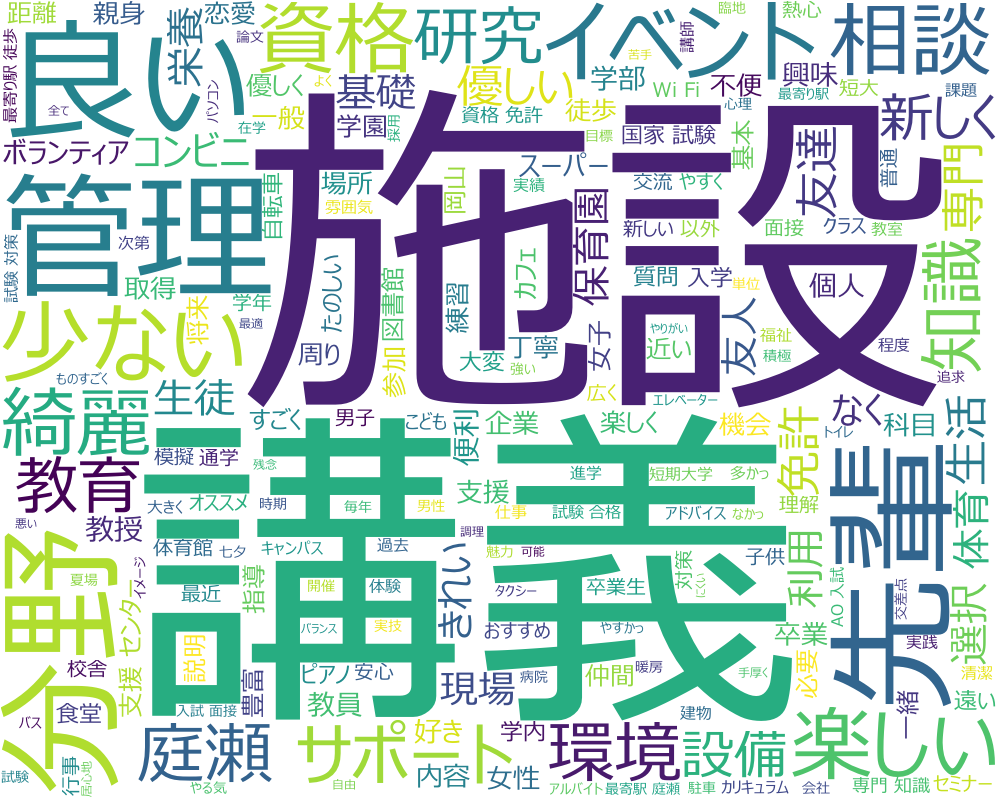 距離
親身
恋愛
論文
資格
研究
イベント
相談
臨地
熱心
講師
苦手
最寄り駅 徒歩
良い
栄養
パソコン
全て
優しく
一般
在学
基礎
学園
採用
優しい
資格 免許
学部
徒歩
目標
Wi Fi
不便
心理
興味
最寄り駅
短大
課題
新しく
ボランティア
コンビニ
管理
施設
自転車
場所
雰囲気
岡山
スーパー
実績
国家 試験
交流
やすく
基本
友達
普通
専門
試験 対策
次第
取得
学年
たのしい
図書館
練習
カフェ
保育園
新しい
以外
面接
クラス
教室
質問
入学
単位
個人
知識
少ない
将来
最適
周り
参加
大変
丁寧
強い
女子
近い
やりがい
友人
福祉
積極
程度
追求
ものすごく
広く
エレベーター
綺麗
生徒
すごく
男子
こども
便利
企業
楽しく
機会
なく
トイレ
科目
生活
教育
講義
模擬
通学
残念
進学
短期大学
多かっ
免許
理解
先輩
大きく
オススメ
時期
毎年
男性
支援
仕事
試験 合格
アドバイス
なかっ
悪い
教授
体育館
七夕
キャンパス
過去
調理
魅力
可能
子供
利用
体育
分野
夏場
イメージ
最近
指導
開催
体験
きれい
タクシー
卒業生
対策
にくい
AO 入試
交差点
選択
支援 センター
説明
バランス
実技
おすすめ
やすかっ
卒業
実践
校舎
豊富
ピアノ
安心
現場
病院
仲間
暖房
手厚く
必要
清潔
バス
食堂
入試 面接
教員
一緒
遠い
庭瀬
サポート
好き
学内
建物
環境
設備
楽しい
試験
行事
居心地
やる気
自由
内容
女性
アルバイト
最寄駅 庭瀬
駐車
カリキュラム
会社
専門 知識
セミナー